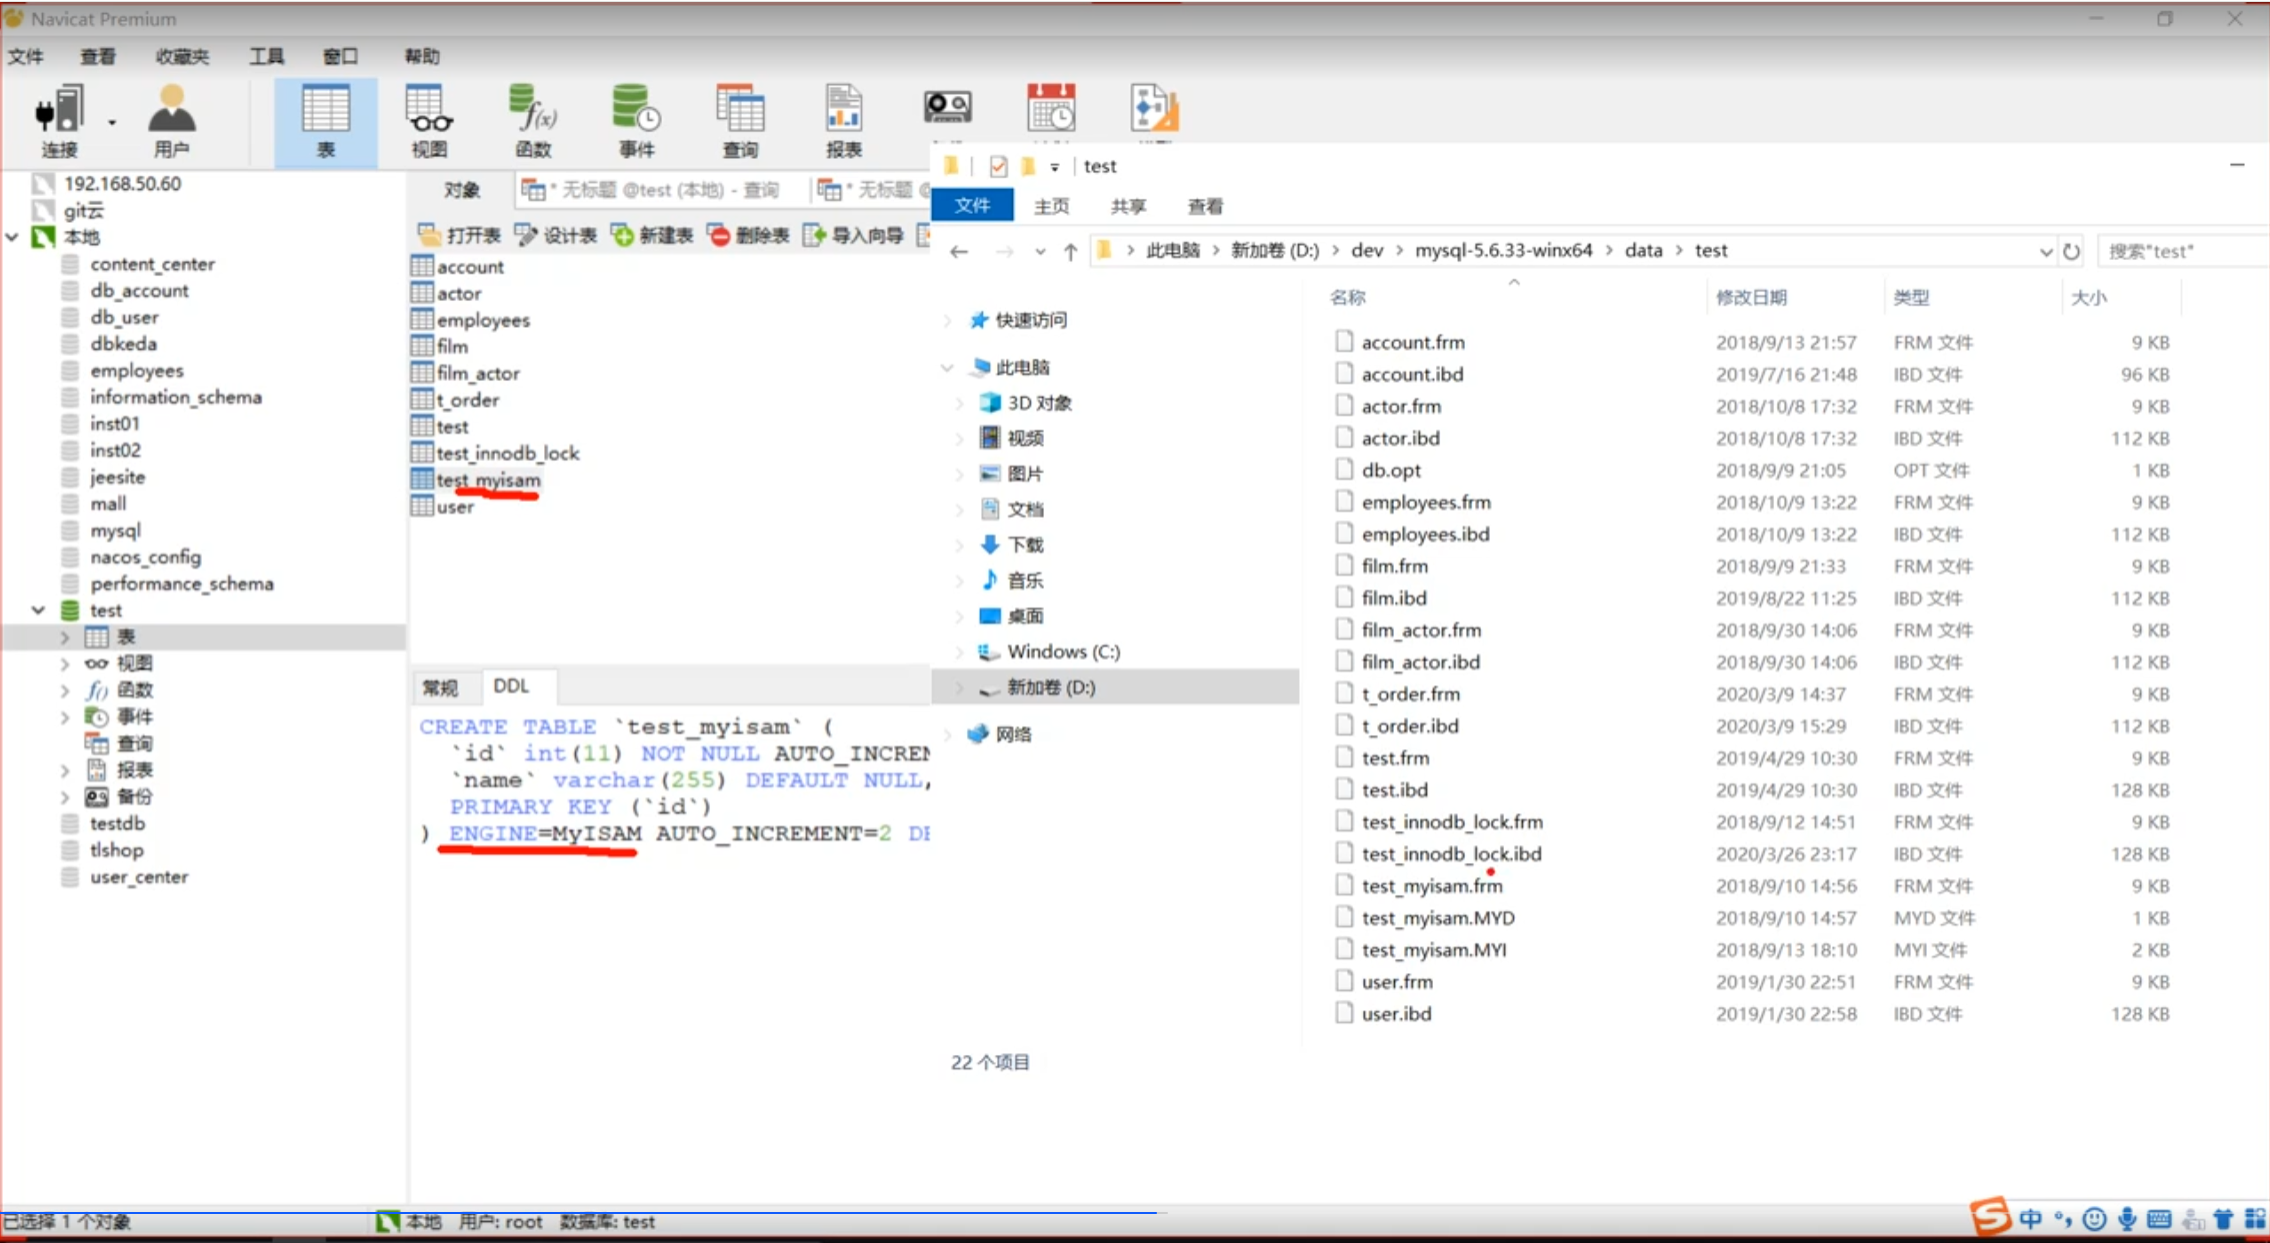 Navicat Premium
文件 查看 收藏夹 工具 窗口 帮助
连接 用户 表 视图 函数 事件 查询 报表
192.168.50.60
git云
本地
content_center
db_account
db_user
dbkeda
employees
information_schema
inst01
inst02
jeesite
mall
mysql
nacos_config
performance_schema
test
表
视图
函数
事件
查询
报表
备份
testdb
tlshop
user_center
对象 * 无标题 @test (本地) - 查询 * 无标题
打开表 设计表 新建表 删除表 导入向导
account
actor
employees
film
film_actor
t_order
test
test_innodb_lock
test_myisam
user
常规 DDL
CREATE TABLE `test_myisam` (
`id` int(11) NOT NULL AUTO_INCREM
`name` varchar(255) DEFAULT NULL,
PRIMARY KEY (`id`)
) ENGINE=MyISAM AUTO_INCREMENT=2 DE
test
文件 主页 共享 查看
此电脑 › 新加卷 (D:) › dev › mysql-5.6.33-winx64 › data › test
搜索"test"
快速访问
此电脑
3D 对象
视频
图片
文档
下载
音乐
桌面
Windows (C:)
新加卷 (D:)
网络
名称 修改日期 类型 大小
account.frm 2018/9/13 21:57 FRM 文件 9 KB
account.ibd 2019/7/16 21:48 IBD 文件 96 KB
actor.frm 2018/10/8 17:32 FRM 文件 9 KB
actor.ibd 2018/10/8 17:32 IBD 文件 112 KB
db.opt 2018/9/9 21:05 OPT 文件 1 KB
employees.frm 2018/10/9 13:22 FRM 文件 9 KB
employees.ibd 2018/10/9 13:22 IBD 文件 112 KB
film.frm 2018/9/9 21:33 FRM 文件 9 KB
film.ibd 2019/8/22 11:25 IBD 文件 112 KB
film_actor.frm 2018/9/30 14:06 FRM 文件 9 KB
film_actor.ibd 2018/9/30 14:06 IBD 文件 112 KB
t_order.frm 2020/3/9 14:37 FRM 文件 9 KB
t_order.ibd 2020/3/9 15:29 IBD 文件 112 KB
test.frm 2019/4/29 10:30 FRM 文件 9 KB
test.ibd 2019/4/29 10:30 IBD 文件 128 KB
test_innodb_lock.frm 2018/9/12 14:51 FRM 文件 9 KB
test_innodb_lock.ibd 2020/3/26 23:17 IBD 文件 128 KB
test_myisam.frm 2018/9/10 14:56 FRM 文件 9 KB
test_myisam.MYD 2018/9/10 14:57 MYD 文件 1 KB
test_myisam.MYI 2018/9/13 18:10 MYI 文件 2 KB
user.frm 2019/1/30 22:51 FRM 文件 9 KB
user.ibd 2019/1/30 22:58 IBD 文件 128 KB
22 个项目
已选择 1 个对象 本地 用户: root 数据库: test
中